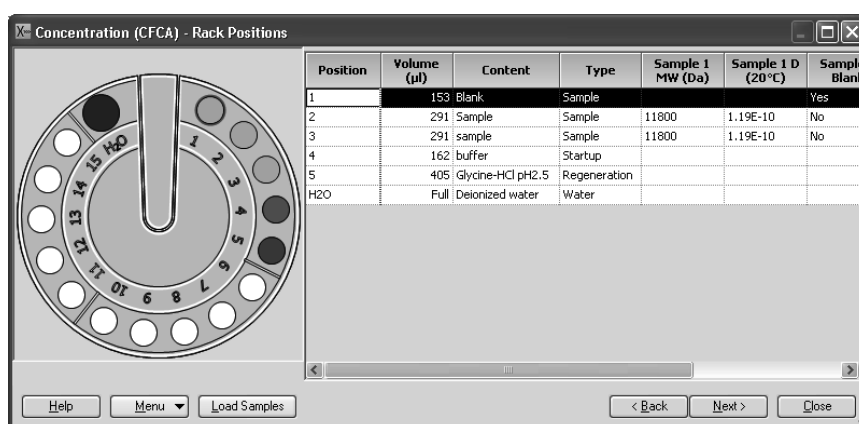 Concentration (CFCA) - Rack Positions
Position Volume (µl) Content Type Sample 1 MW (Da) Sample 1 D (20°C) Sample Blank
1 153 Blank Sample Yes
2 291 Sample Sample 11800 1.19E-10 No
3 291 sample Sample 11800 1.19E-10 No
4 162 buffer Startup
5 405 Glycine-HCl pH2.5 Regeneration
H2O Full Deionized water Water
H₂O 1 2 3 4 5 6 7 8 9 10 11 12 13 14 15
Help Menu Load Samples < Back Next > Close